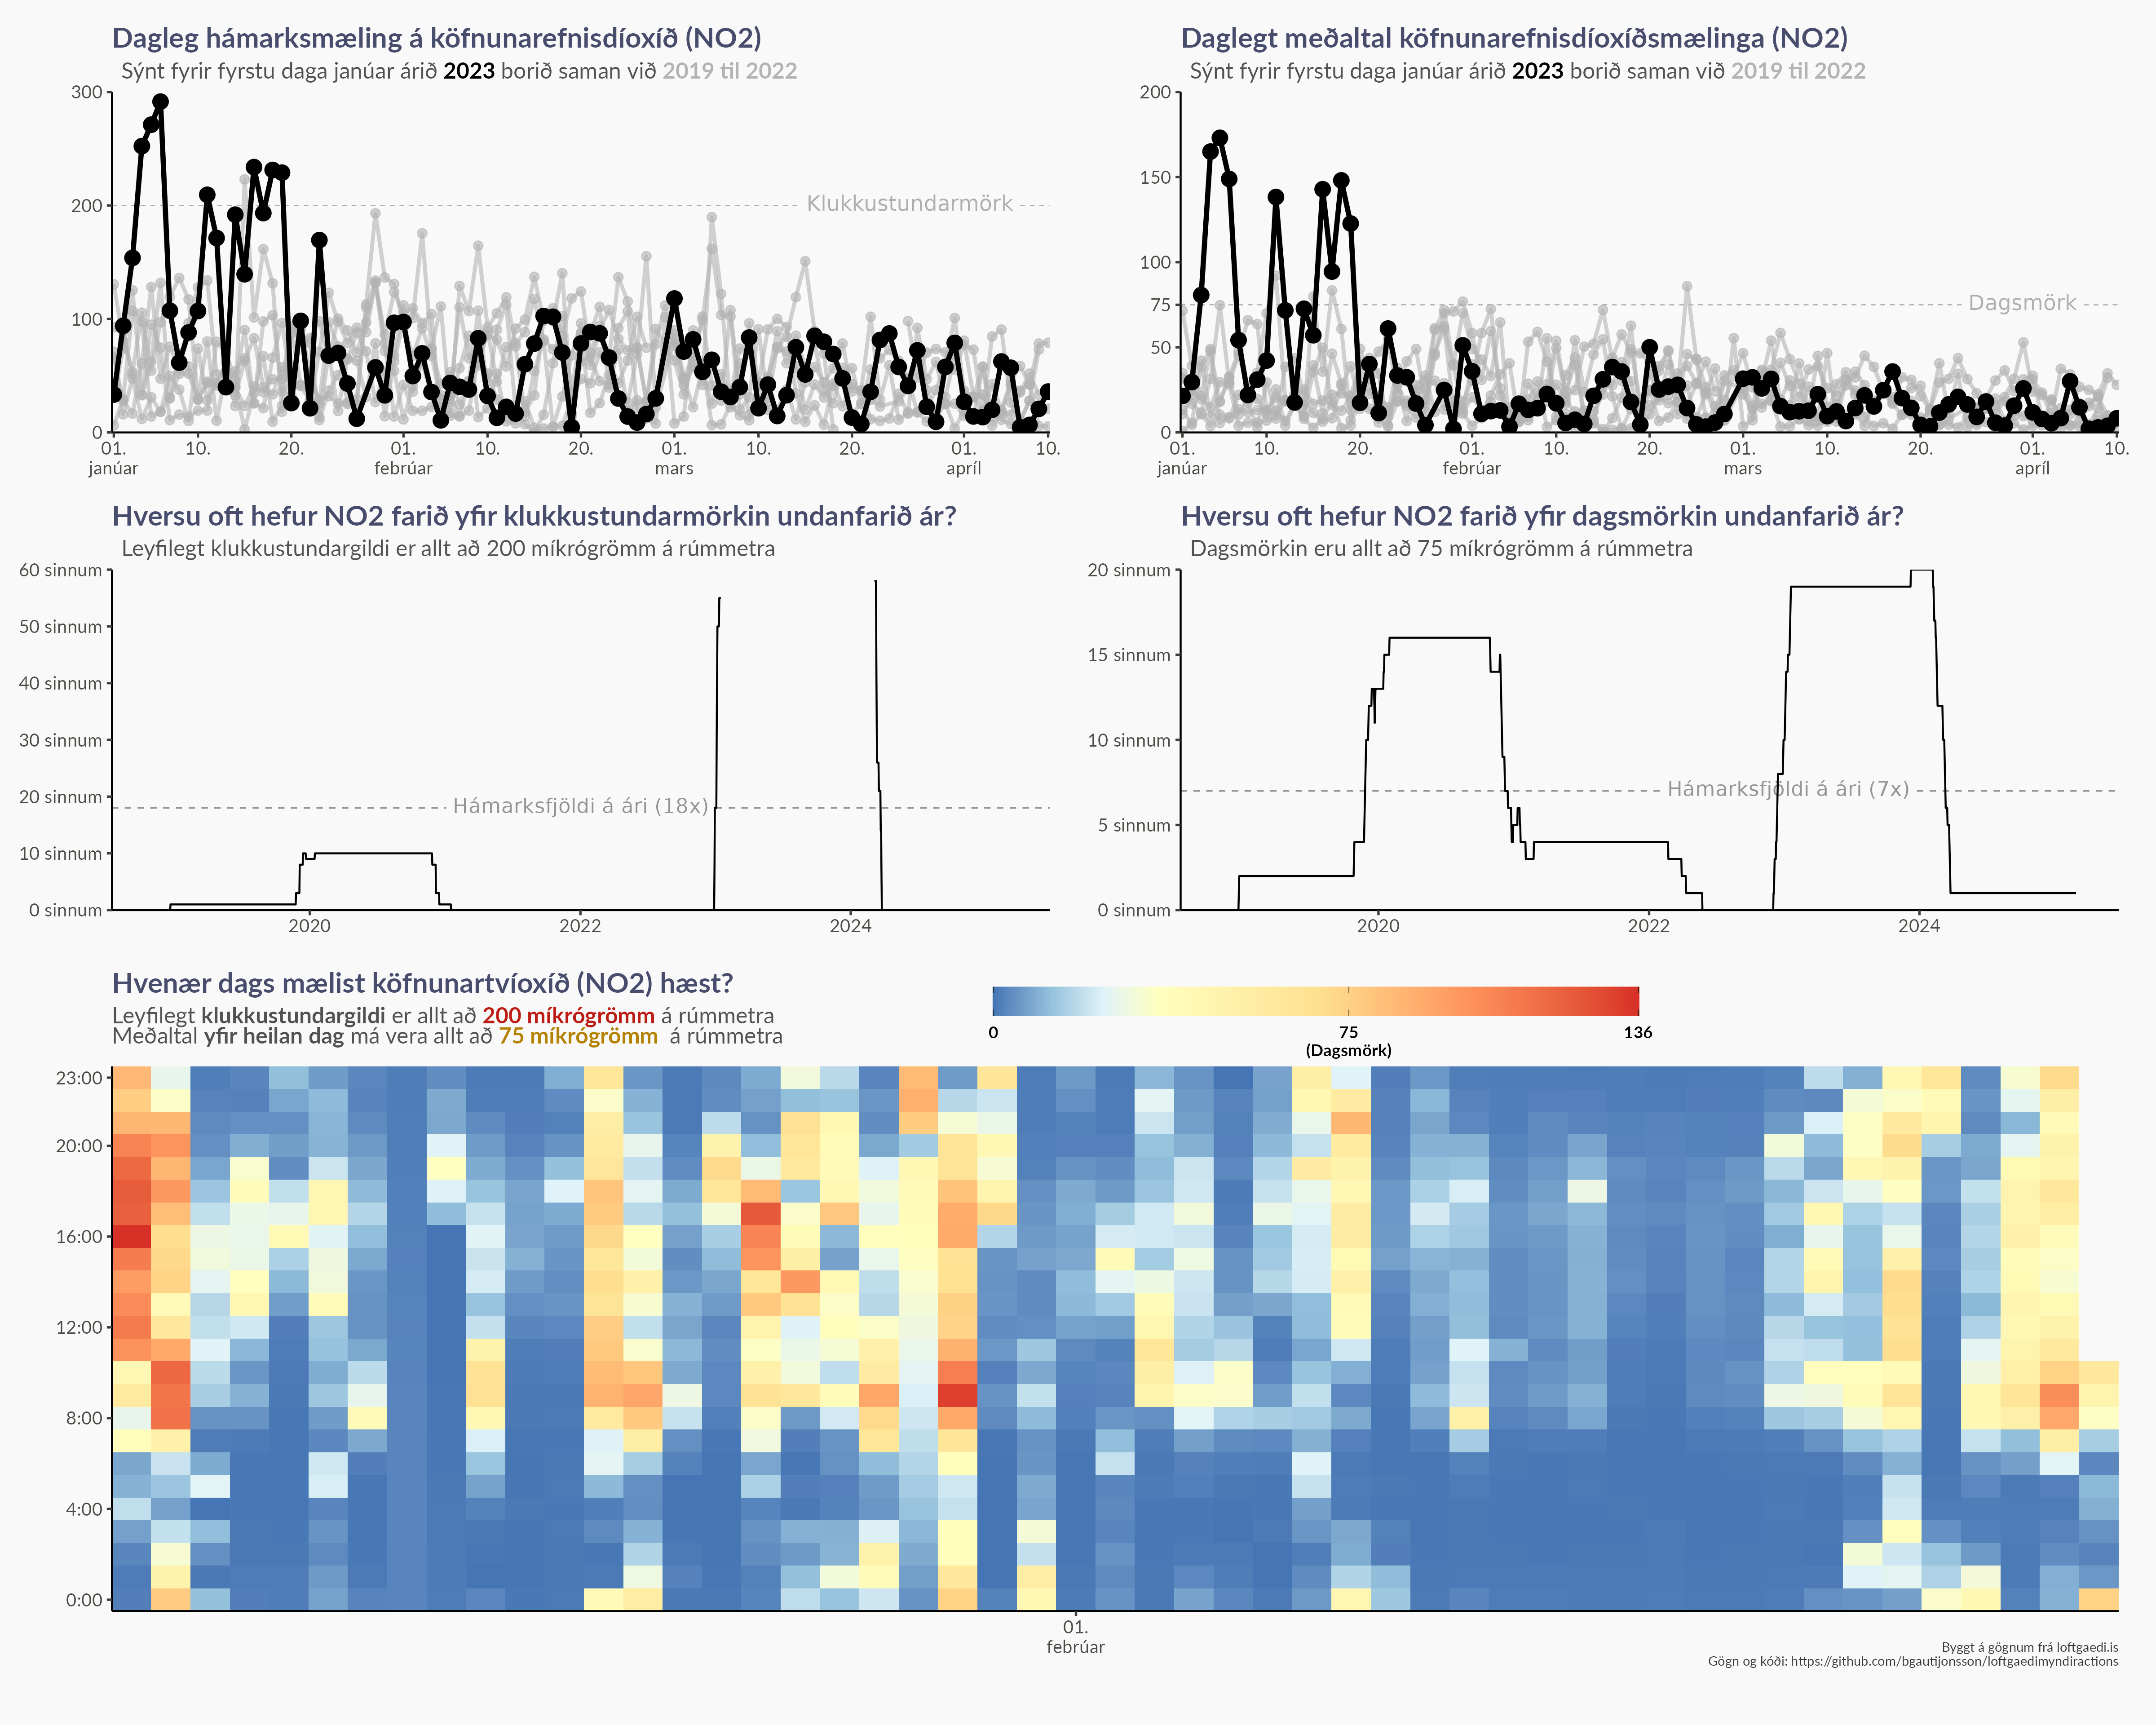 Dagleg hámarksmæling á köfnunarefnisdíoxíð (NO2)
Sýnt fyrir fyrstu daga janúar árið 2023 borið saman við 2019 til 2022
300
200
100
0
Klukkustundarmörk
01. 10. 20. 01. 10. 20. 01. 10. 20. 01. 10.
janúar febrúar mars apríl
Daglegt meðaltal köfnunarefnisdíoxíðsmælinga (NO2)
Sýnt fyrir fyrstu daga janúar árið 2023 borið saman við 2019 til 2022
200
150
100
75
50
0
Dagsmörk
01. 10. 20. 01. 10. 20. 01. 10. 20. 01. 10.
janúar febrúar mars apríl
Hversu oft hefur NO2 farið yfir klukkustundarmörkin undanfarið ár?
Leyfilegt klukkustundargildi er allt að 200 míkrógrömm á rúmmetra
60 sinnum
50 sinnum
40 sinnum
30 sinnum
20 sinnum
10 sinnum
0 sinnum
Hámarksfjöldi á ári (18x)
2020 2022 2024
Hversu oft hefur NO2 farið yfir dagsmörkin undanfarið ár?
Dagsmörkin eru allt að 75 míkrógrömm á rúmmetra
20 sinnum
15 sinnum
10 sinnum
5 sinnum
0 sinnum
Hámarksfjöldi á ári (7x)
2020 2022 2024
Hvenær dags mælist köfnunartvíoxíð (NO2) hæst?
Leyfilegt klukkustundargildi er allt að 200 míkrógrömm á rúmmetra
Meðaltal yfir heilan dag má vera allt að 75 míkrógrömm á rúmmetra
0 75 136
(Dagsmörk)
23:00
20:00
16:00
12:00
8:00
4:00
0:00
01.
febrúar
Byggt á gögnum frá loftgaedi.is
Gögn og kóði: https://github.com/bgautijonsson/loftgaedimyndiractions